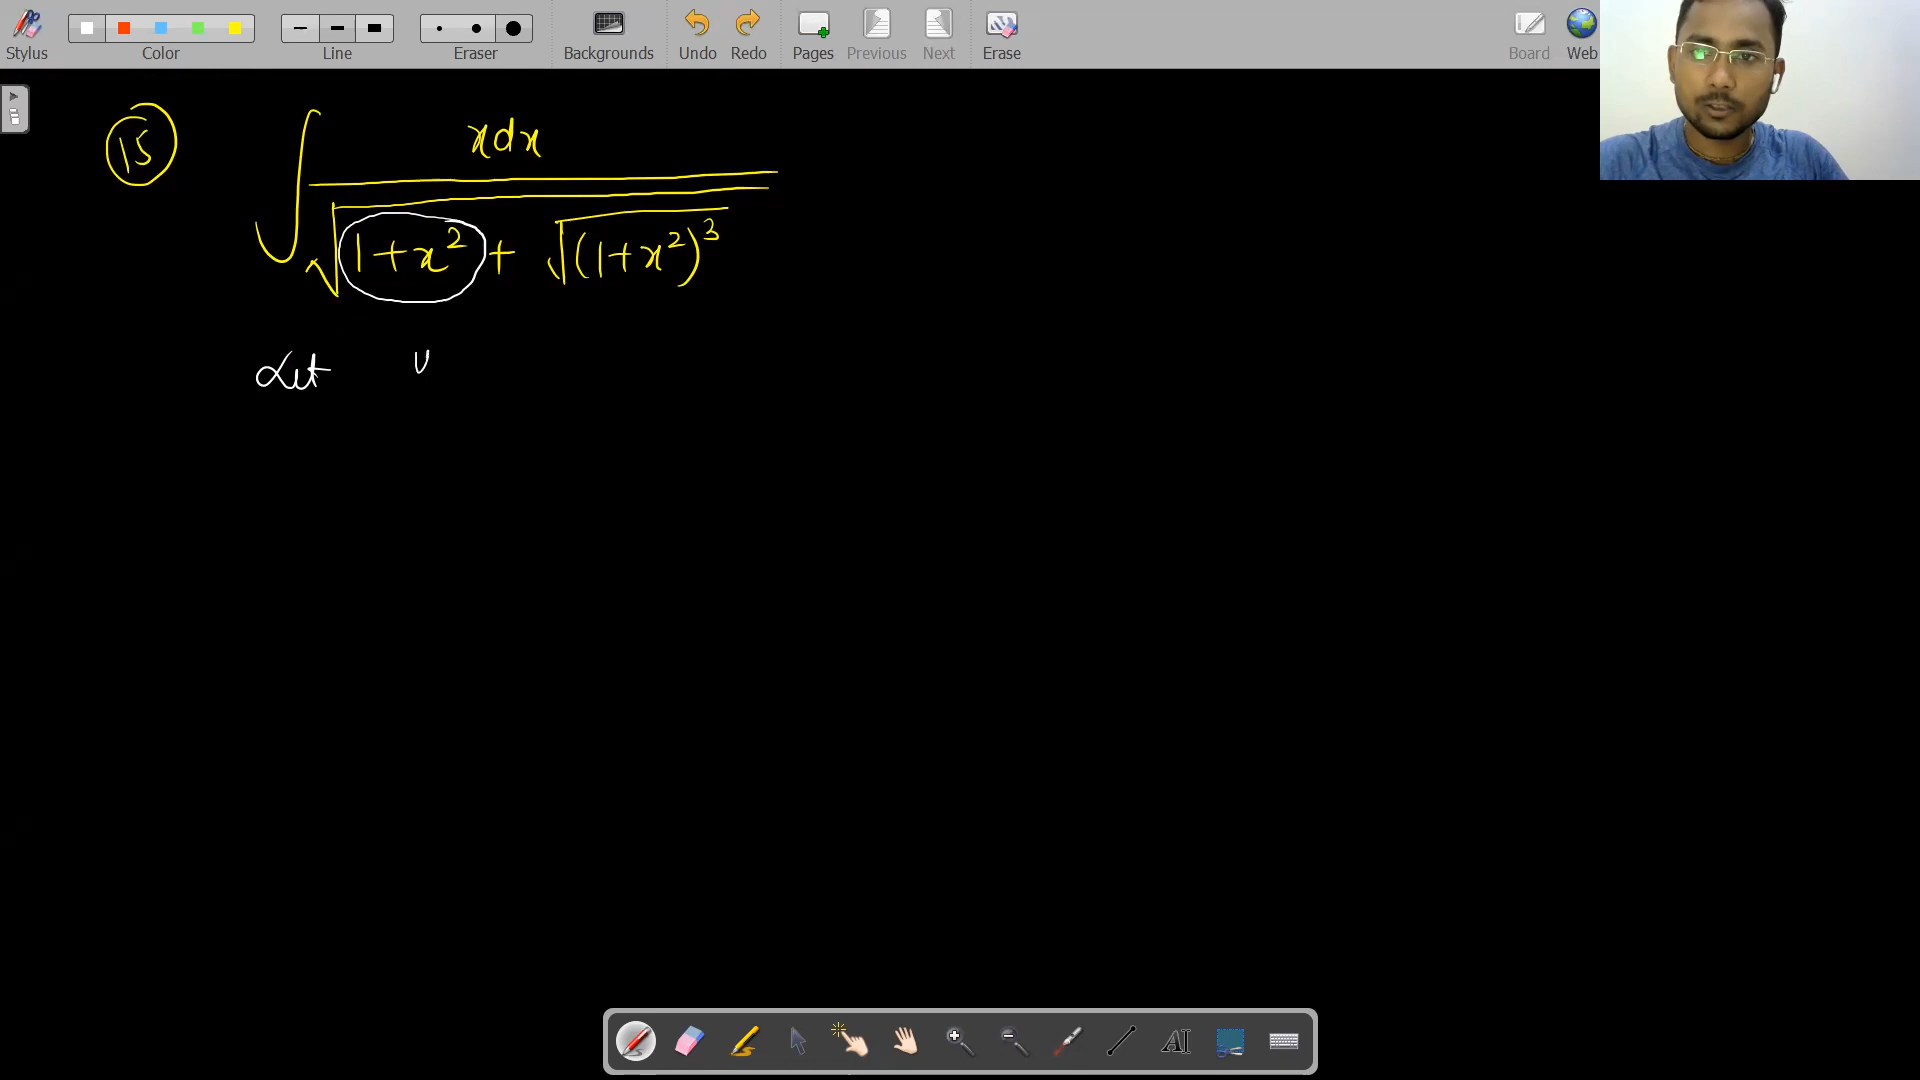 Stylus Color Line Eraser Backgrounds Undo Redo Pages Previous Next Erase Board Web
15 ∫ xdx / √(1+x² + √((1+x²)³))
Let u
AI